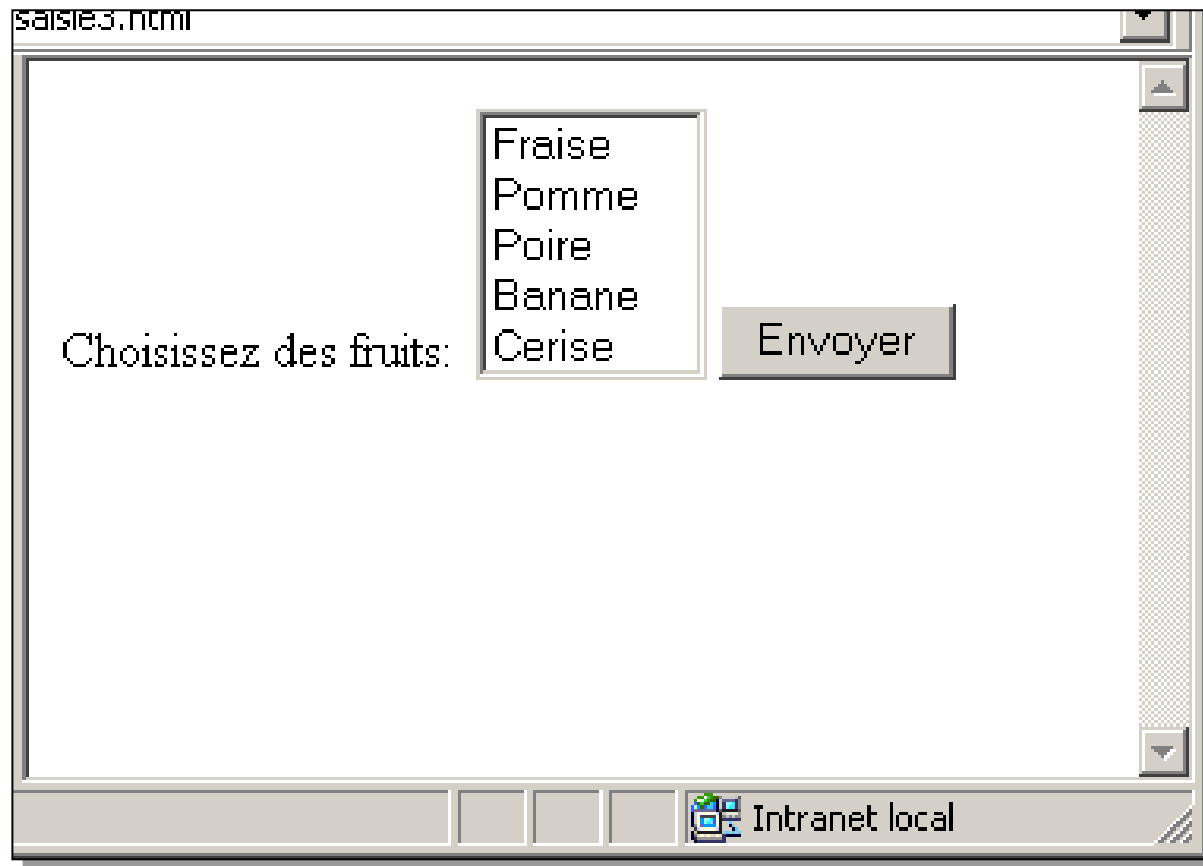 saisie3.html
Fraise
Pomme
Poire
Banane
Choisissez des fruits: Cerise Envoyer
Intranet local